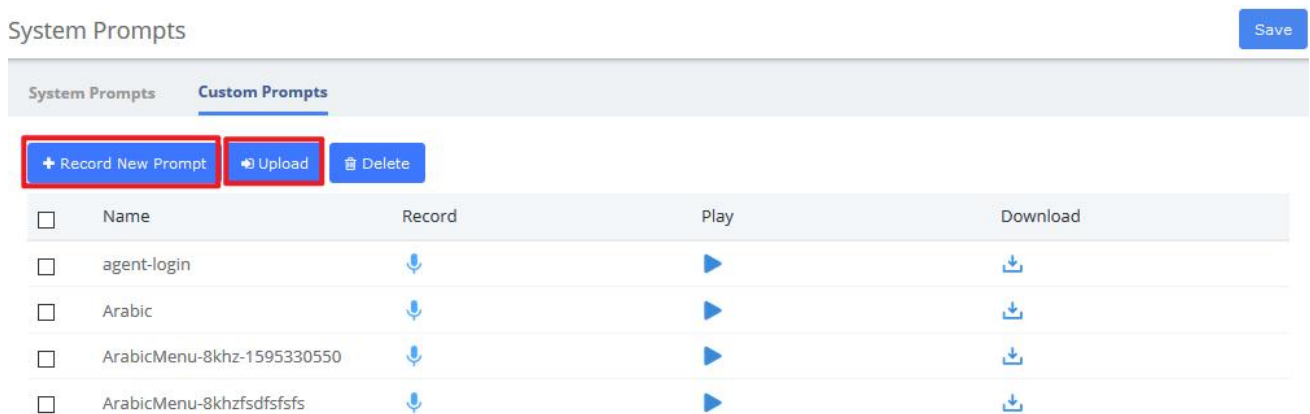 System Prompts
Save
System Prompts Custom Prompts
Record New Prompt Upload Delete
Name Record Play Download
agent-login
Arabic
ArabicMenu-8khz-1595330550
ArabicMenu-8khzfsdfsfsfs